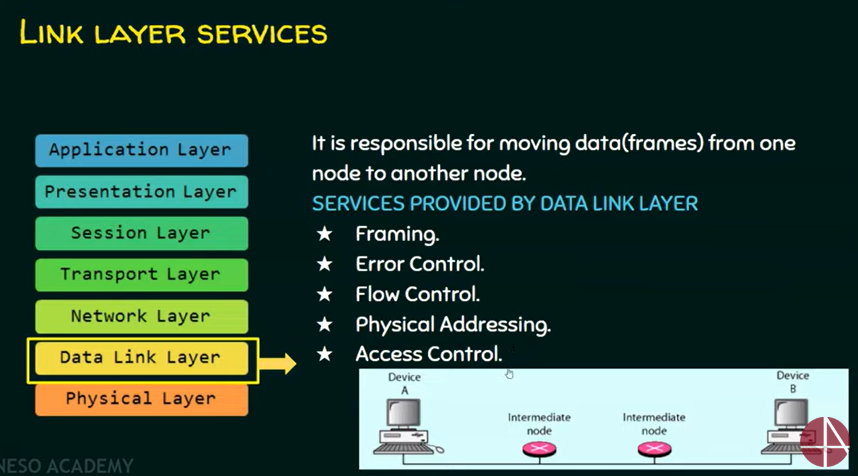 LINK LAYER SERVICES
Application Layer
Presentation Layer
Session Layer
Transport Layer
Network Layer
Data Link Layer
Physical Layer
It is responsible for moving data(frames) from one
node to another node.
SERVICES PROVIDED BY DATA LINK LAYER
★ Framing.
★ Error Control.
★ Flow Control.
★ Physical Addressing.
★ Access Control.
Device
A
Intermediate
node
Intermediate
node
Device
B
NESO ACADEMY